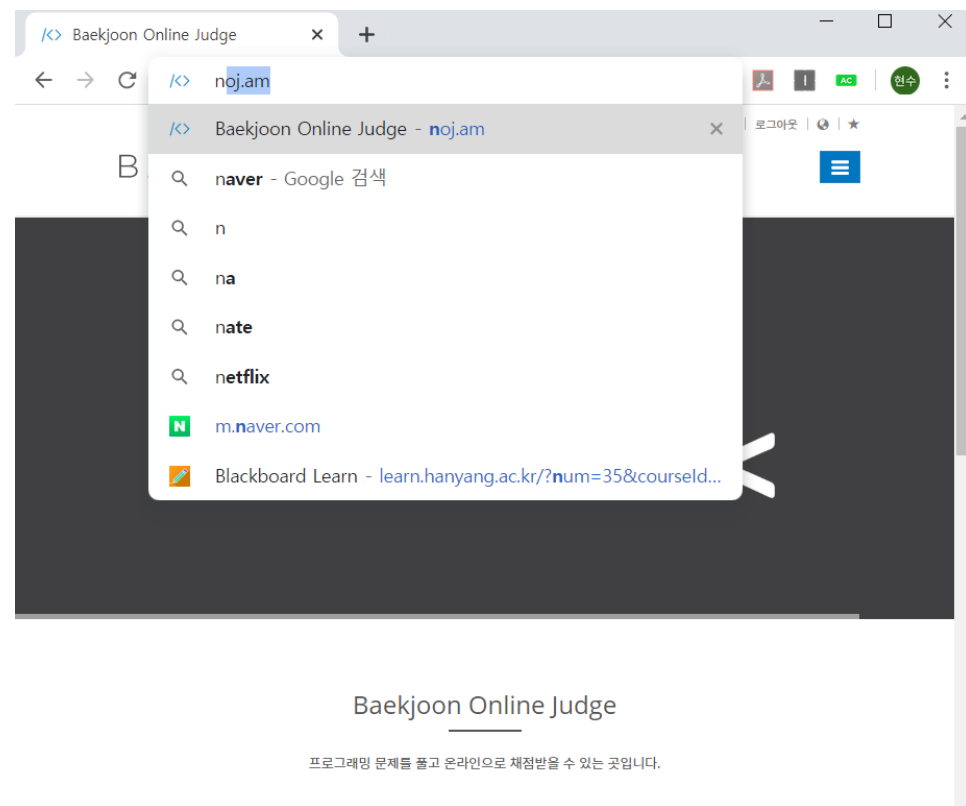 Baekjoon Online Judge
noj.am
현수
AC
Baekjoon Online Judge - noj.am
로그아웃
B
naver - Google 검색
n
na
nate
netflix
m.naver.com
Blackboard Learn - learn.hanyang.ac.kr/?num=35&courseId...
Baekjoon Online Judge
프로그래밍 문제를 풀고 온라인으로 채점받을 수 있는 곳입니다.